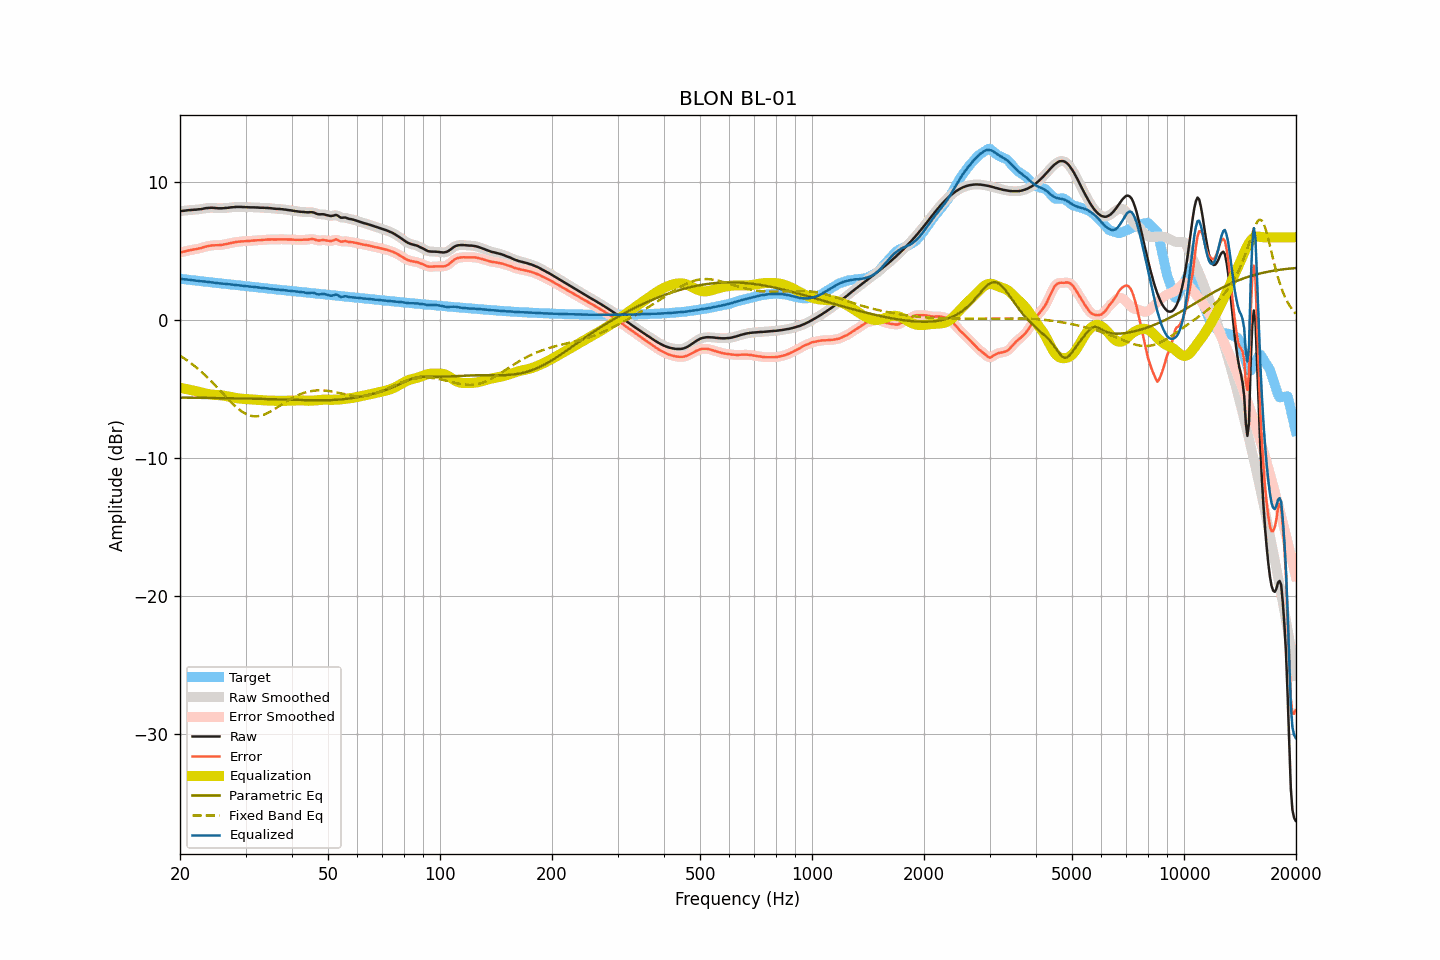 BLON BL-01
Amplitude (dBr)
10
0
−10
−20
−30
Target
Raw Smoothed
Error Smoothed
Raw
Error
Equalization
Parametric Eq
Fixed Band Eq
Equalized
20 50 100 200 500 1000 2000 5000 10000 20000
Frequency (Hz)